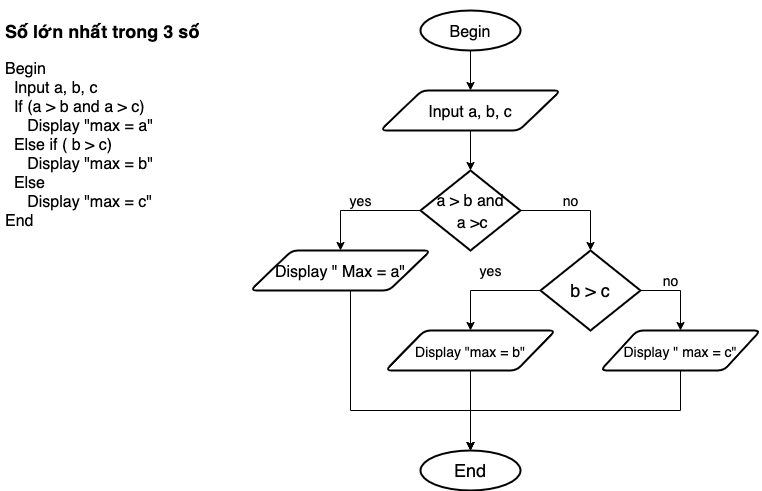 Số lớn nhất trong 3 số
Begin
Input a, b, c
If (a > b and a > c)
Display "max = a"
Else if ( b > c)
Display "max = b"
Else
Display "max = c"
End
Begin
Input a, b, c
a > b and
a >c
yes
no
Display " Max = a"
b > c
yes
no
Display "max = b"
Display " max = c"
End